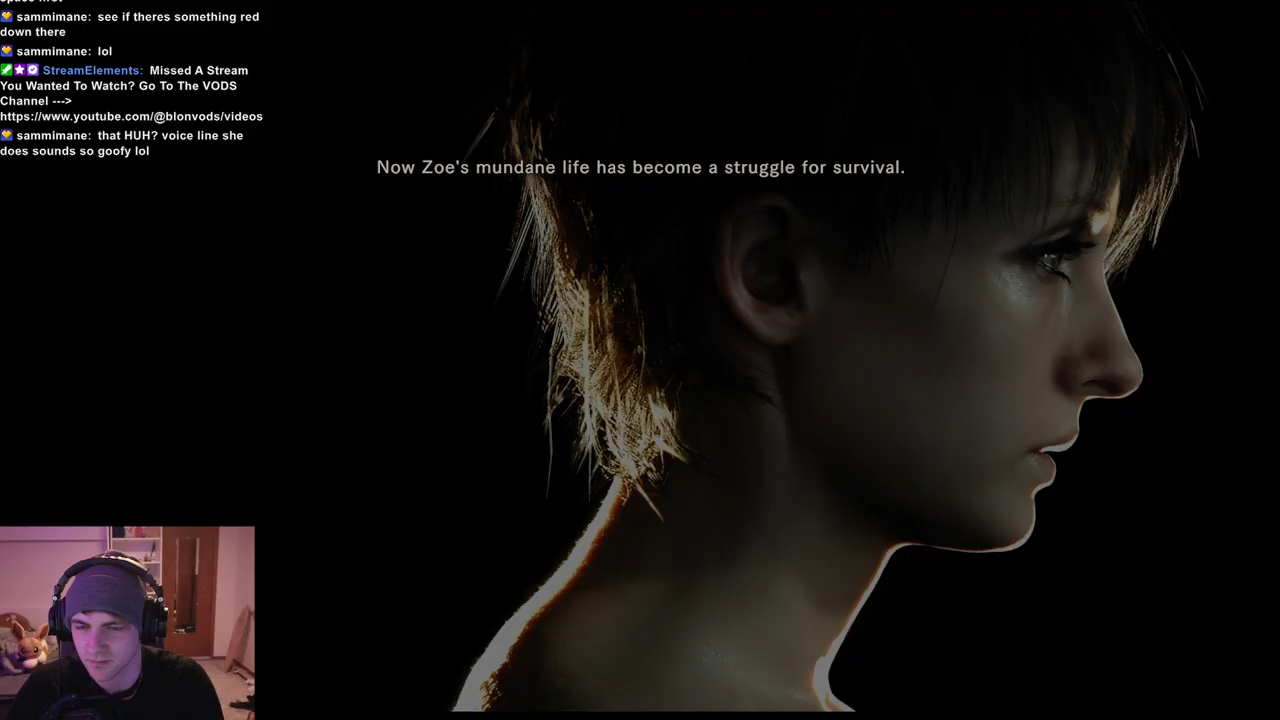 sammimane: see if theres something red
down there
sammimane: lol
StreamElements: Missed A Stream
You Wanted To Watch? Go To The VODS
Channel --->
https://www.youtube.com/@blonvods/videos
sammimane: that HUH? voice line she
does sounds so goofy lol
Now Zoe's mundane life has become a struggle for survival.